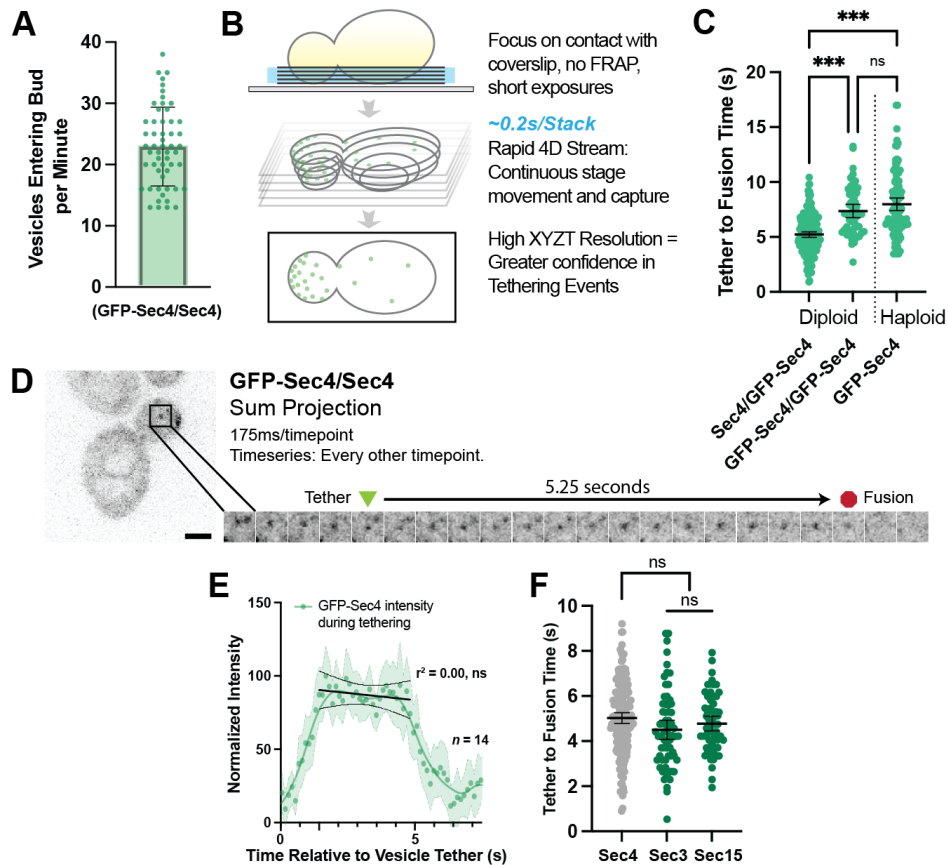 A
Vesicles Entering Bud
per Minute
40
30
20
10
0
(GFP-Sec4/Sec4)
B
Focus on contact with
coverslip, no FRAP,
short exposures
~0.2s/Stack
Rapid 4D Stream:
Continuous stage
movement and capture
High XYZT Resolution =
Greater confidence in
Tethering Events
C
***
*** ns
Tether to Fusion Time (s)
20
15
10
5
0
Diploid Haploid
Sec4/GFP-Sec4
GFP-Sec4/GFP-Sec4
GFP-Sec4
D
GFP-Sec4/Sec4
Sum Projection
175ms/timepoint
Timeseries: Every other timepoint.
Tether 5.25 seconds Fusion
E
Normalized Intensity
150
100
50
0
GFP-Sec4 intensity
during tethering
r² = 0.00, ns
n = 14
0 5
Time Relative to Vesicle Tether (s)
F
ns
ns
Tether to Fusion Time (s)
10
8
6
4
2
0
Sec4 Sec3 Sec15